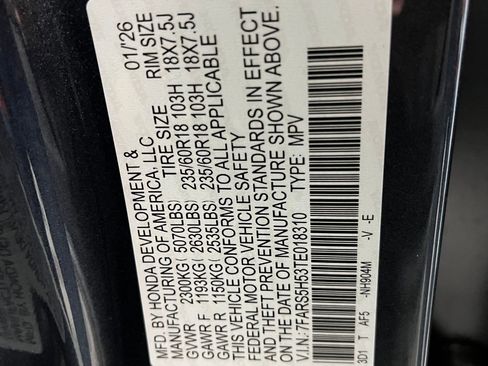 MFD. BY HONDA DEVELOPMENT &
MANUFACTURING OF AMERICA, LLC 01/'26
TIRE SIZE RIM SIZE
GVWR 2300KG( 5070LBS)
GAWR F 1193KG( 2630LBS) 235/60R18 103H 18X7.5J
GAWR R 1150KG( 2535LBS) 235/60R18 103H 18X7.5J
THIS VEHICLE CONFORMS TO ALL APPLICABLE
FEDERAL MOTOR VEHICLE SAFETY
AND THEFT PREVENTION STANDARDS IN EFFECT
ON THE DATE OF MANUFACTURE SHOWN ABOVE.
V.I.N.: 7FARS5H53TE018310 TYPE: MPV
3D1 T AF5 -NH904M -V -E